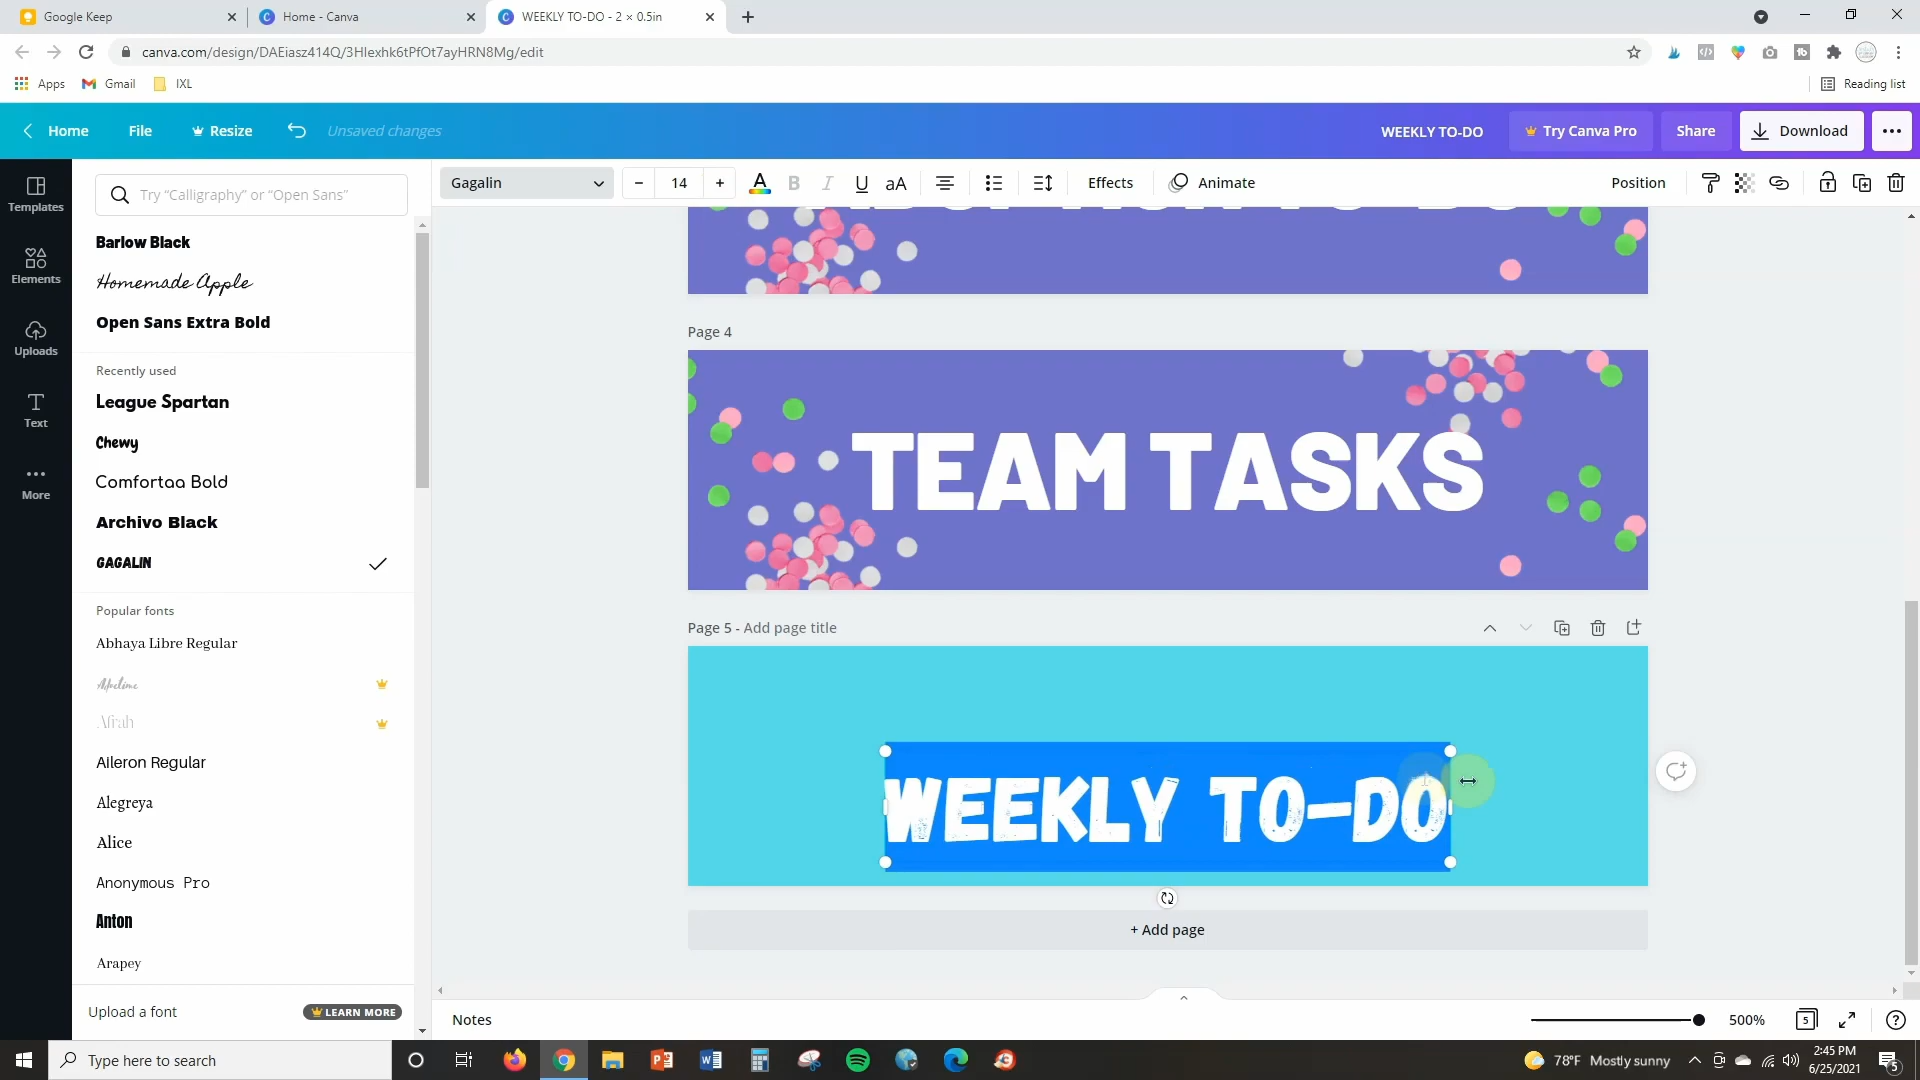 Google Keep
Home - Canva
WEEKLY TO-DO - 2 × 0.5in
canva.com/design/DAEiasz414Q/3HIexhk6tPfOt7ayHRN8Mg/edit
Apps
Gmail
IXL
Reading list
Home
File
Resize
Unsaved changes
WEEKLY TO-DO
Try Canva Pro
Share
Download
Templates
Elements
Uploads
Text
More
Try “Calligraphy” or “Open Sans”
Barlow Black
Homemade Apple
Open Sans Extra Bold
Recently used
League Spartan
Chewy
Comfortaa Bold
Archivo Black
GAGALIN
Popular fonts
Abhaya Libre Regular
Aileron Regular
Alegreya
Alice
Anonymous Pro
Anton
Arapey
Upload a font
LEARN MORE
Gagalin
14
A B I U aA
Effects
Animate
Position
Page 4
TEAM TASKS
Page 5 - Add page title
WEEKLY TO-DO
+ Add page
Notes
500%
5
Type here to search
78°F Mostly sunny
2:45 PM
6/25/2021
5